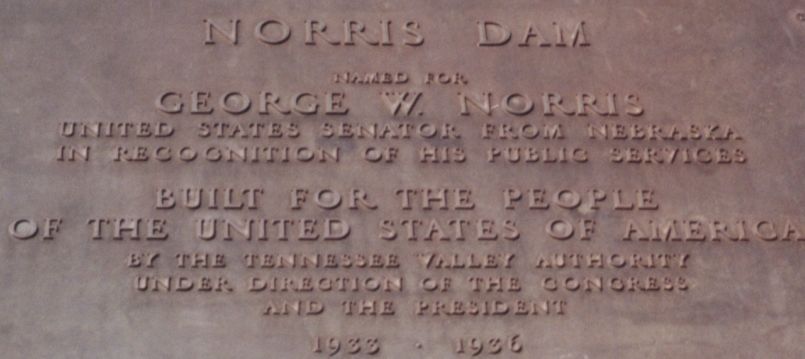 NORRIS DAM
NAMED FOR
GEORGE W. NORRIS
UNITED STATES SENATOR FROM NEBRASKA
IN RECOGNITION OF HIS PUBLIC SERVICES
BUILT FOR THE PEOPLE
OF THE UNITED STATES OF AMERICA
BY THE TENNESSEE VALLEY AUTHORITY
UNDER DIRECTION OF THE CONGRESS
AND THE PRESIDENT
1933 · 1936